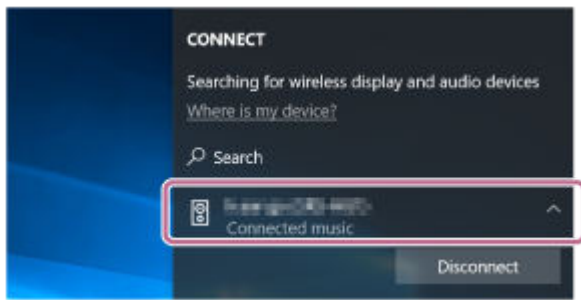 CONNECT
Searching for wireless display and audio devices
Where is my device?
Search
Connected music
Disconnect